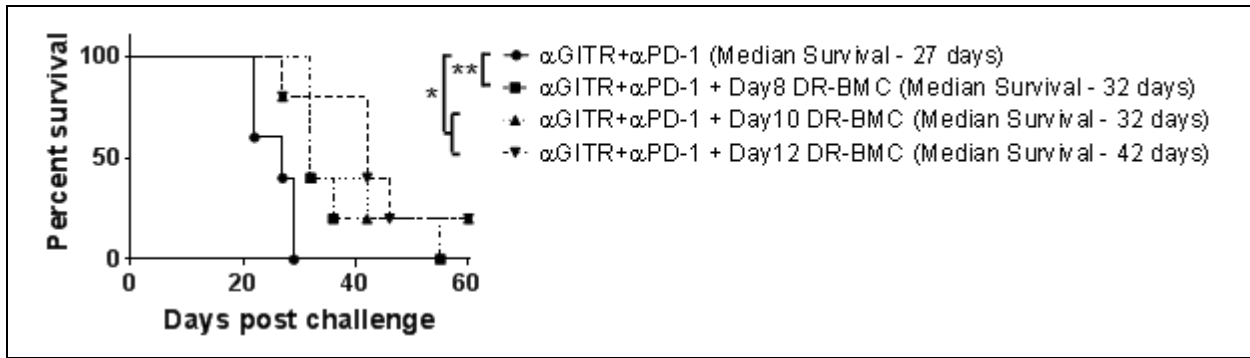 Percent survival
100
50
0
0 20 40 60
Days post challenge
*
**
αGITR+αPD-1 (Median Survival - 27 days)
αGITR+αPD-1 + Day8 DR-BMC (Median Survival - 32 days)
αGITR+αPD-1 + Day10 DR-BMC (Median Survival - 32 days)
αGITR+αPD-1 + Day12 DR-BMC (Median Survival - 42 days)